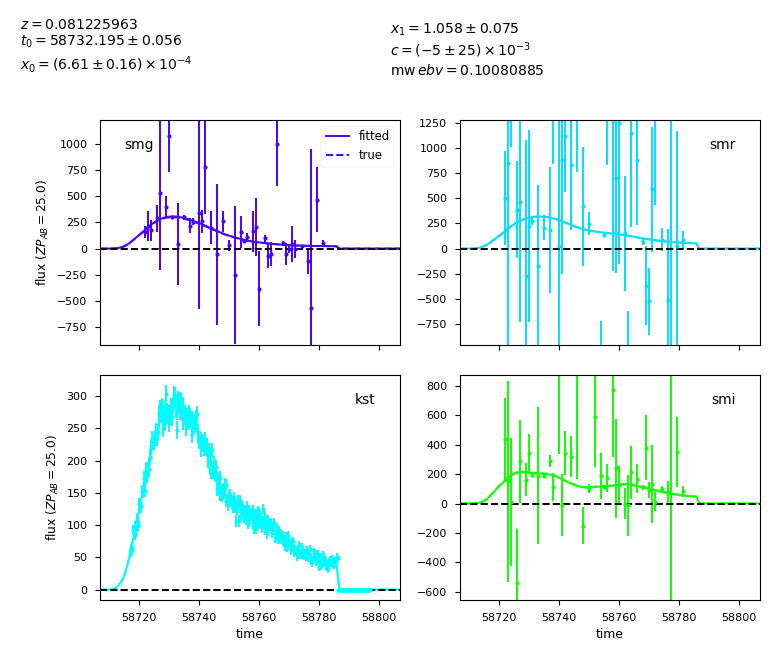 z = 0.081225963
t₀ = 58732.195 ± 0.056
x₀ = (6.61 ± 0.16) × 10⁻⁴
x₁ = 1.058 ± 0.075
c = (−5 ± 25) × 10⁻³
mw ebv = 0.10080885
smg
fitted
true
flux (ZP_AB = 25.0)
1000
750
500
250
0
−250
−500
−750
smr
1250
1000
750
500
250
0
−250
−500
−750
kst
flux (ZP_AB = 25.0)
300
250
200
150
100
50
0
58720 58740 58760 58780 58800
time
smi
800
600
400
200
0
−200
−400
−600
58720 58740 58760 58780 58800
time